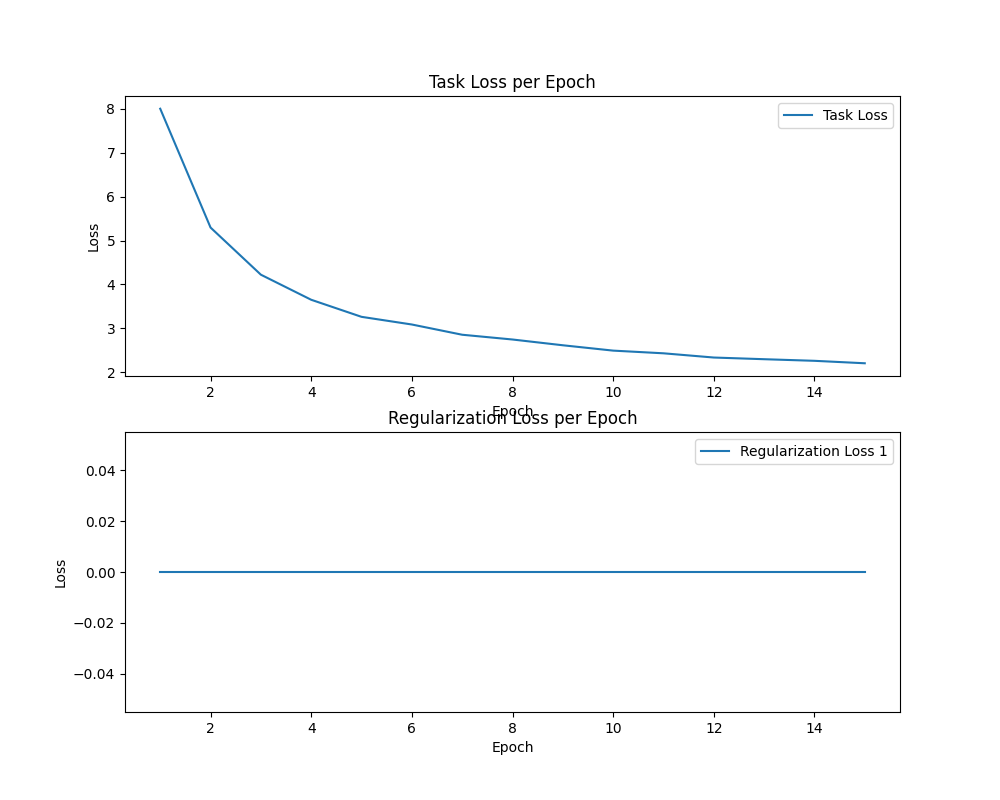 Task Loss per Epoch
Task Loss
Loss
8
7
6
5
4
3
2
2 4 6 8 10 12 14
Epoch
Regularization Loss per Epoch
Regularization Loss 1
Loss
0.04
0.02
0.00
−0.02
−0.04
2 4 6 8 10 12 14
Epoch